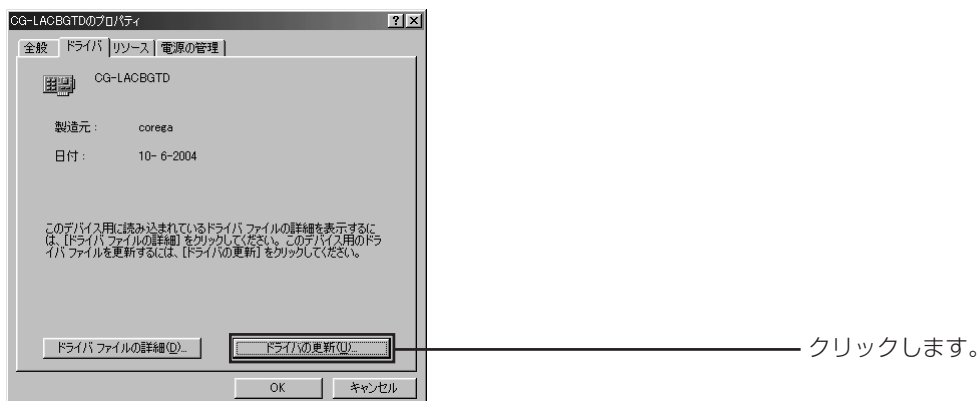 CG-LACBGTDのプロパティ
全般 ドライバ リソース 電源の管理
CG-LACBGTD
製造元: corega
日付: 10- 6-2004
このデバイス用に読み込まれているドライバ ファイルの詳細を表示するに
は、[ドライバ ファイルの詳細] をクリックしてください。このデバイス用のドラ
イバ ファイルを更新するには、[ドライバの更新] をクリックしてください。
ドライバ ファイルの詳細(D)... ドライバの更新(U)...
クリックします。
OK キャンセル